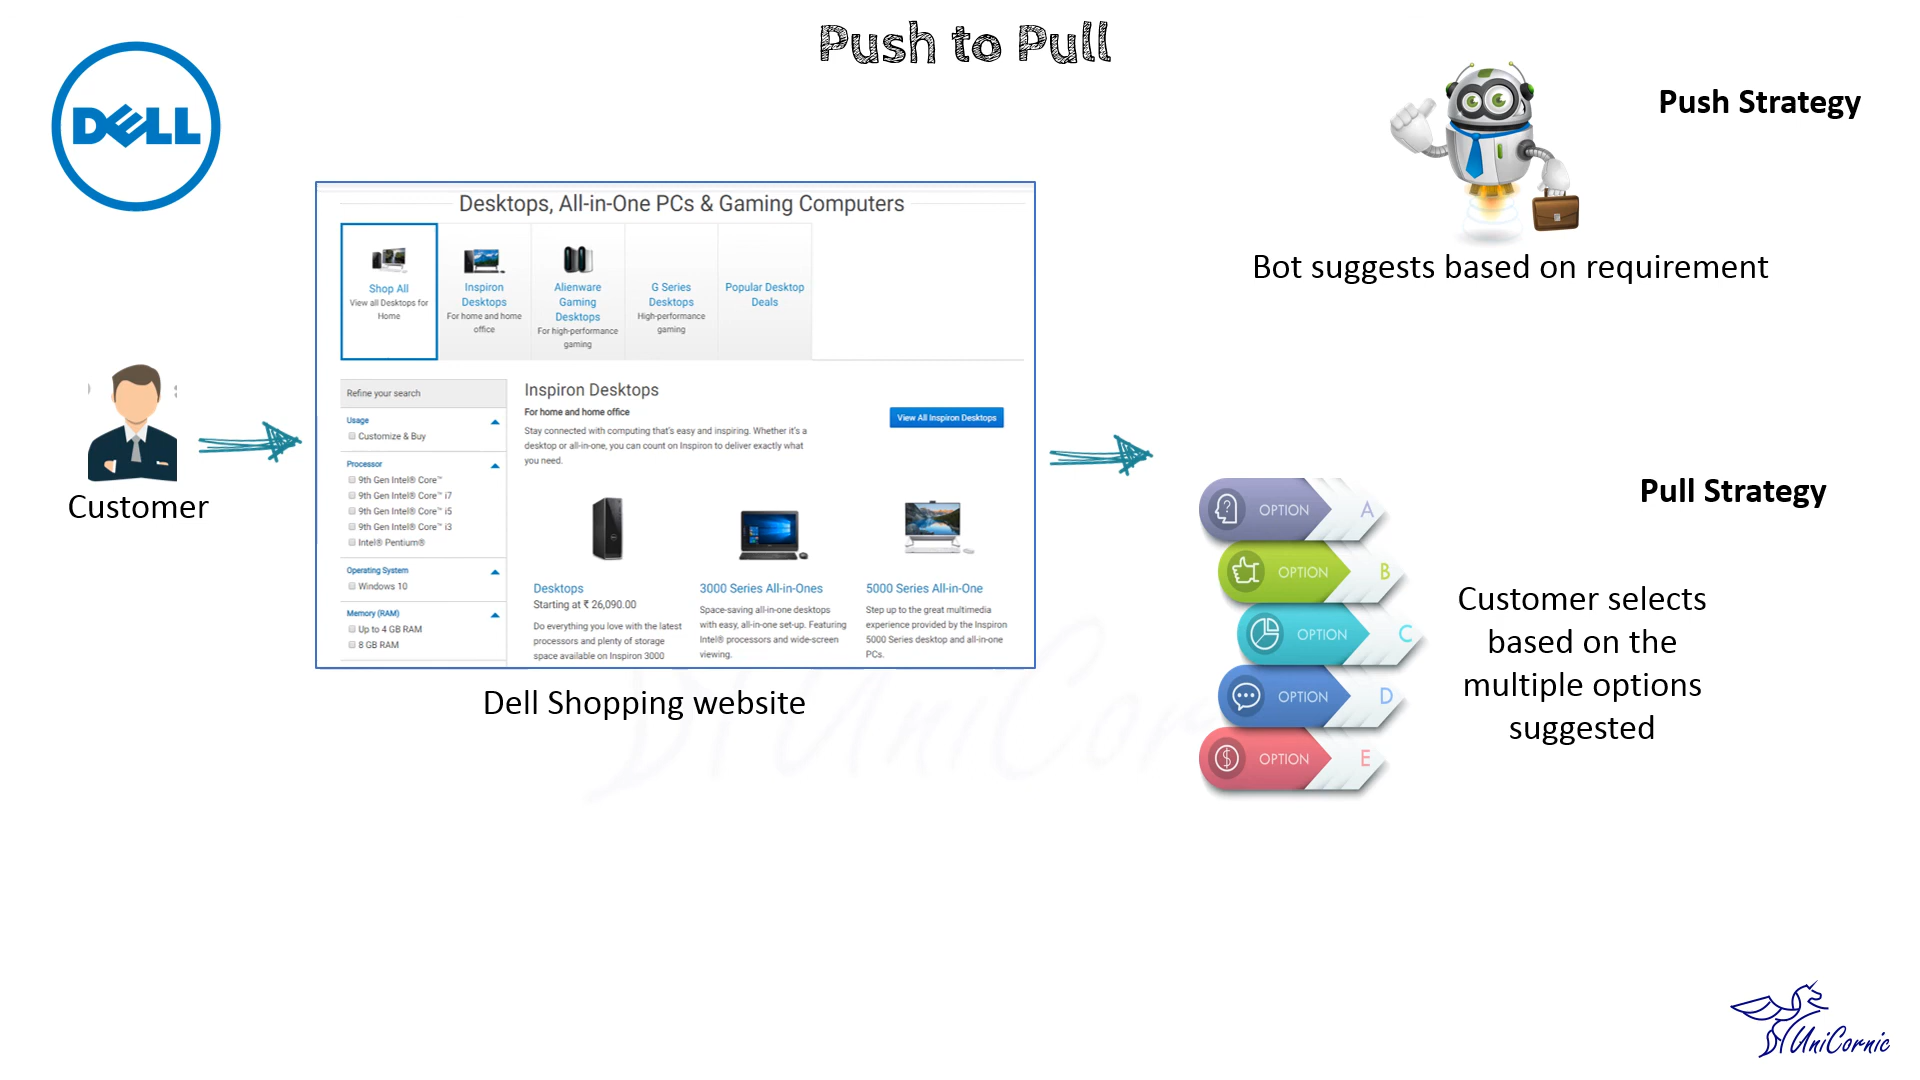 Push to Pull
DELL
Push Strategy
Bot suggests based on requirement
Desktops, All-in-One PCs & Gaming Computers
Shop All
View all Desktops for
Home
Inspiron
Desktops
For home and home
office
Alienware
Gaming
Desktops
For high-performance
gaming
G Series
Desktops
High-performance
gaming
Popular Desktop
Deals
Refine your search
Usage
Customize & Buy
Processor
9th Gen Intel® Core™
9th Gen Intel® Core™ i7
9th Gen Intel® Core™ i5
9th Gen Intel® Core™ i3
Intel® Pentium®
Operating System
Windows 10
Memory (RAM)
Up to 4 GB RAM
8 GB RAM
Inspiron Desktops
For home and home office
Stay connected with computing that's easy and inspiring. Whether it's a
desktop or all-in-one, you can count on Inspiron to deliver exactly what
you need.
View All Inspiron Desktops
Desktops
Starting at ₹ 26,090.00
Do everything you love with the latest
processors and plenty of storage
space available on Inspiron 3000
3000 Series All-in-Ones
Space-saving all-in-one desktops
with easy, all-in-one set-up. Featuring
Intel® processors and wide-screen
viewing.
5000 Series All-in-One
Step up to the great multimedia
experience provided by the Inspiron
5000 Series desktop and all-in-one
PCs.
Customer
Dell Shopping website
Pull Strategy
OPTION A
OPTION B
OPTION C
OPTION D
OPTION E
Customer selects
based on the
multiple options
suggested
UniCornic
UniCornic